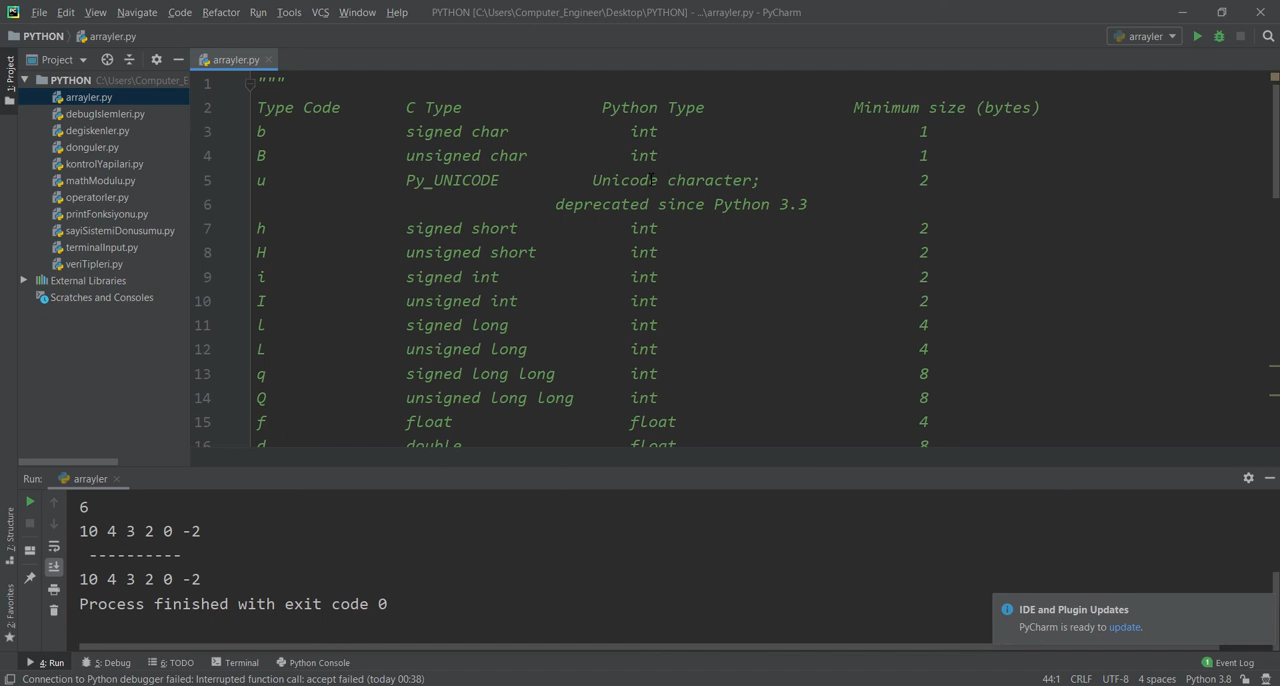 File Edit View Navigate Code Refactor Run Tools VCS Window Help PYTHON [C:\Users\Computer_Engineer\Desktop\PYTHON] - ...\arrayler.py - PyCharm
PYTHON arrayler.py arrayler
1: Project
Project
arrayler.py
PYTHON C:\Users\Computer_E
arrayler.py
debugIslemleri.py
degiskenler.py
donguler.py
kontrolYapilari.py
mathModulu.py
operatorler.py
printFonksiyonu.py
sayiSistemiDonusumu.py
terminalInput.py
veriTipleri.py
External Libraries
Scratches and Consoles
1 """
2 Type Code C Type Python Type Minimum size (bytes)
3 b signed char int 1
4 B unsigned char int 1
5 u Py_UNICODE Unicode character; 2
6 deprecated since Python 3.3
7 h signed short int 2
8 H unsigned short int 2
9 i signed int int 2
10 I unsigned int int 2
11 l signed long int 4
12 L unsigned long int 4
13 q signed long long int 8
14 Q unsigned long long int 8
15 f float float 4
16 d double float 8
Run: arrayler
6
10 4 3 2 0 -2
----------
10 4 3 2 0 -2
Process finished with exit code 0
7: Structure
2: Favorites
IDE and Plugin Updates
PyCharm is ready to update.
4: Run 5: Debug 6: TODO Terminal Python Console 1 Event Log
Connection to Python debugger failed: Interrupted function call: accept failed (today 00:38) 44:1 CRLF UTF-8 4 spaces Python 3.8